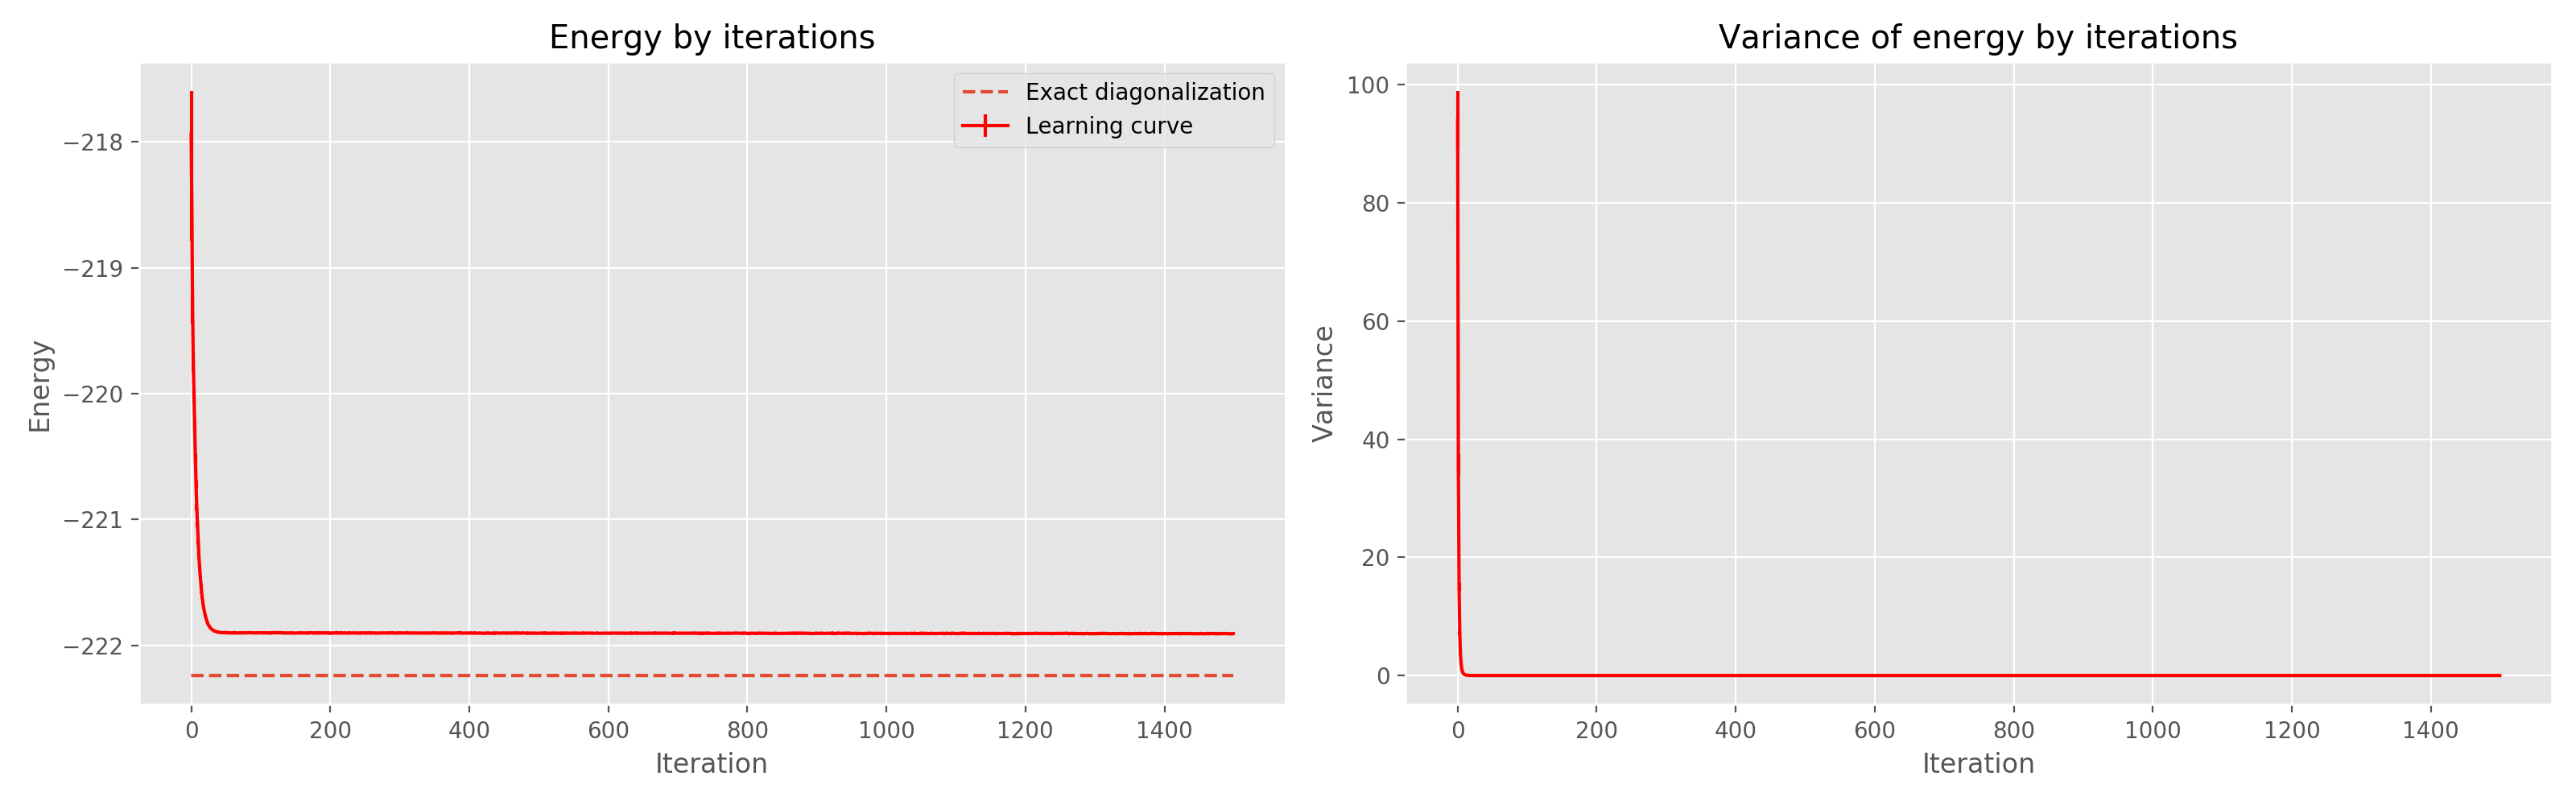 Energy by iterations
Exact diagonalization
Learning curve
Energy
−218
−219
−220
−221
−222
0 200 400 600 800 1000 1200 1400
Iteration
Variance of energy by iterations
Variance
100
80
60
40
20
0
0 200 400 600 800 1000 1200 1400
Iteration